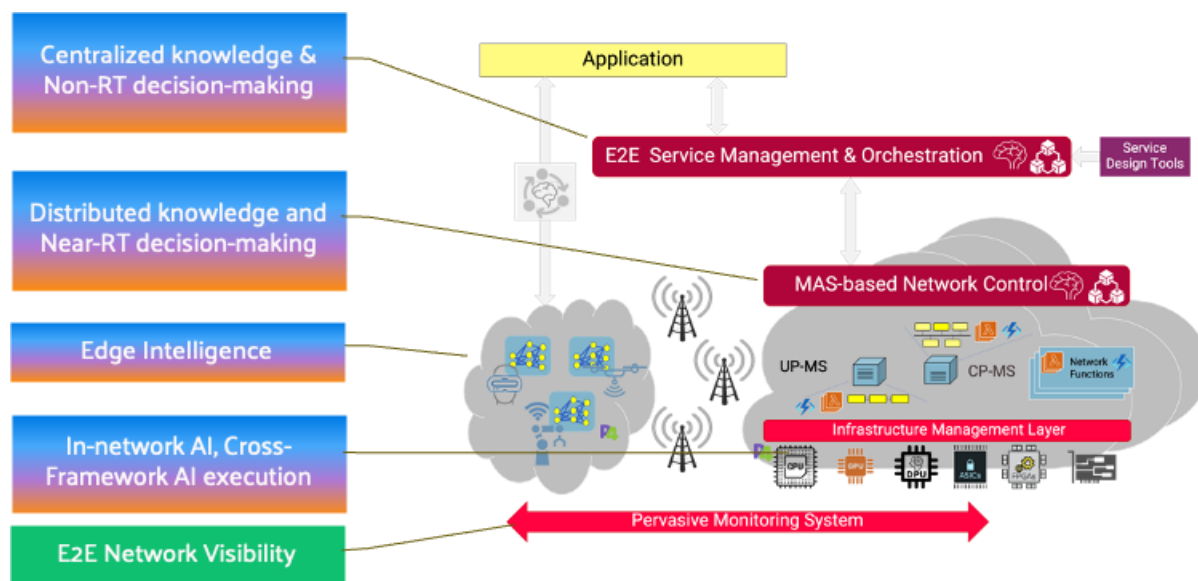 Centralized knowledge &
Non-RT decision-making
Application
E2E Service Management & Orchestration
Service
Design Tools
Distributed knowledge and
Near-RT decision-making
MAS-based Network Control
Edge Intelligence
UP-MS
CP-MS
Network
Functions
In-network AI, Cross-
Framework AI execution
P4
Infrastructure Management Layer
P4
CPU
GPU
DPU
ASICs
FPGAs
Pervasive Monitoring System
E2E Network Visibility